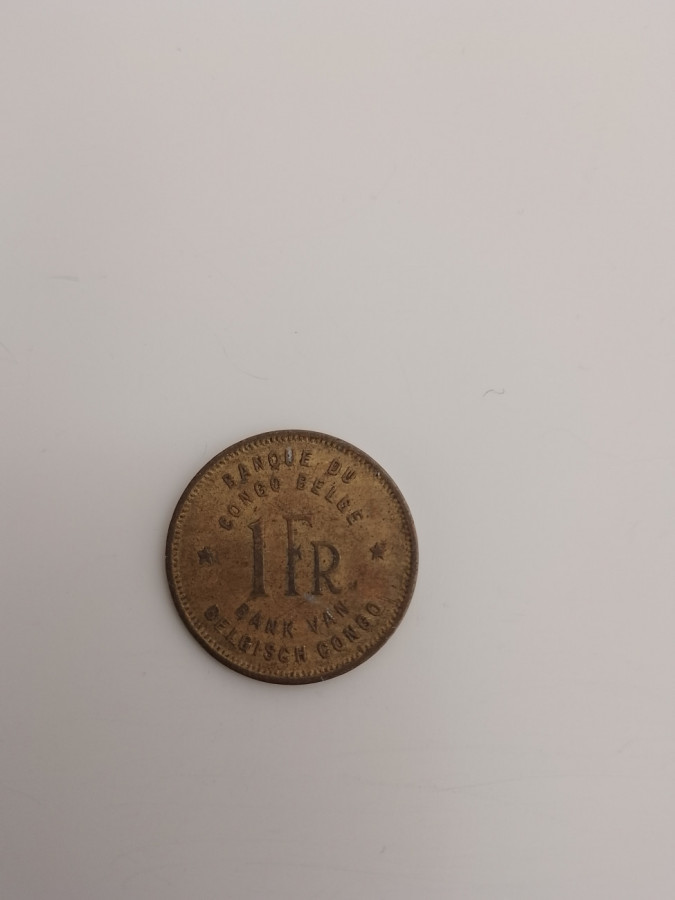 BANQUE DU
CONGO BELGE
1 FR.
BANK VAN
BELGISCH CONGO